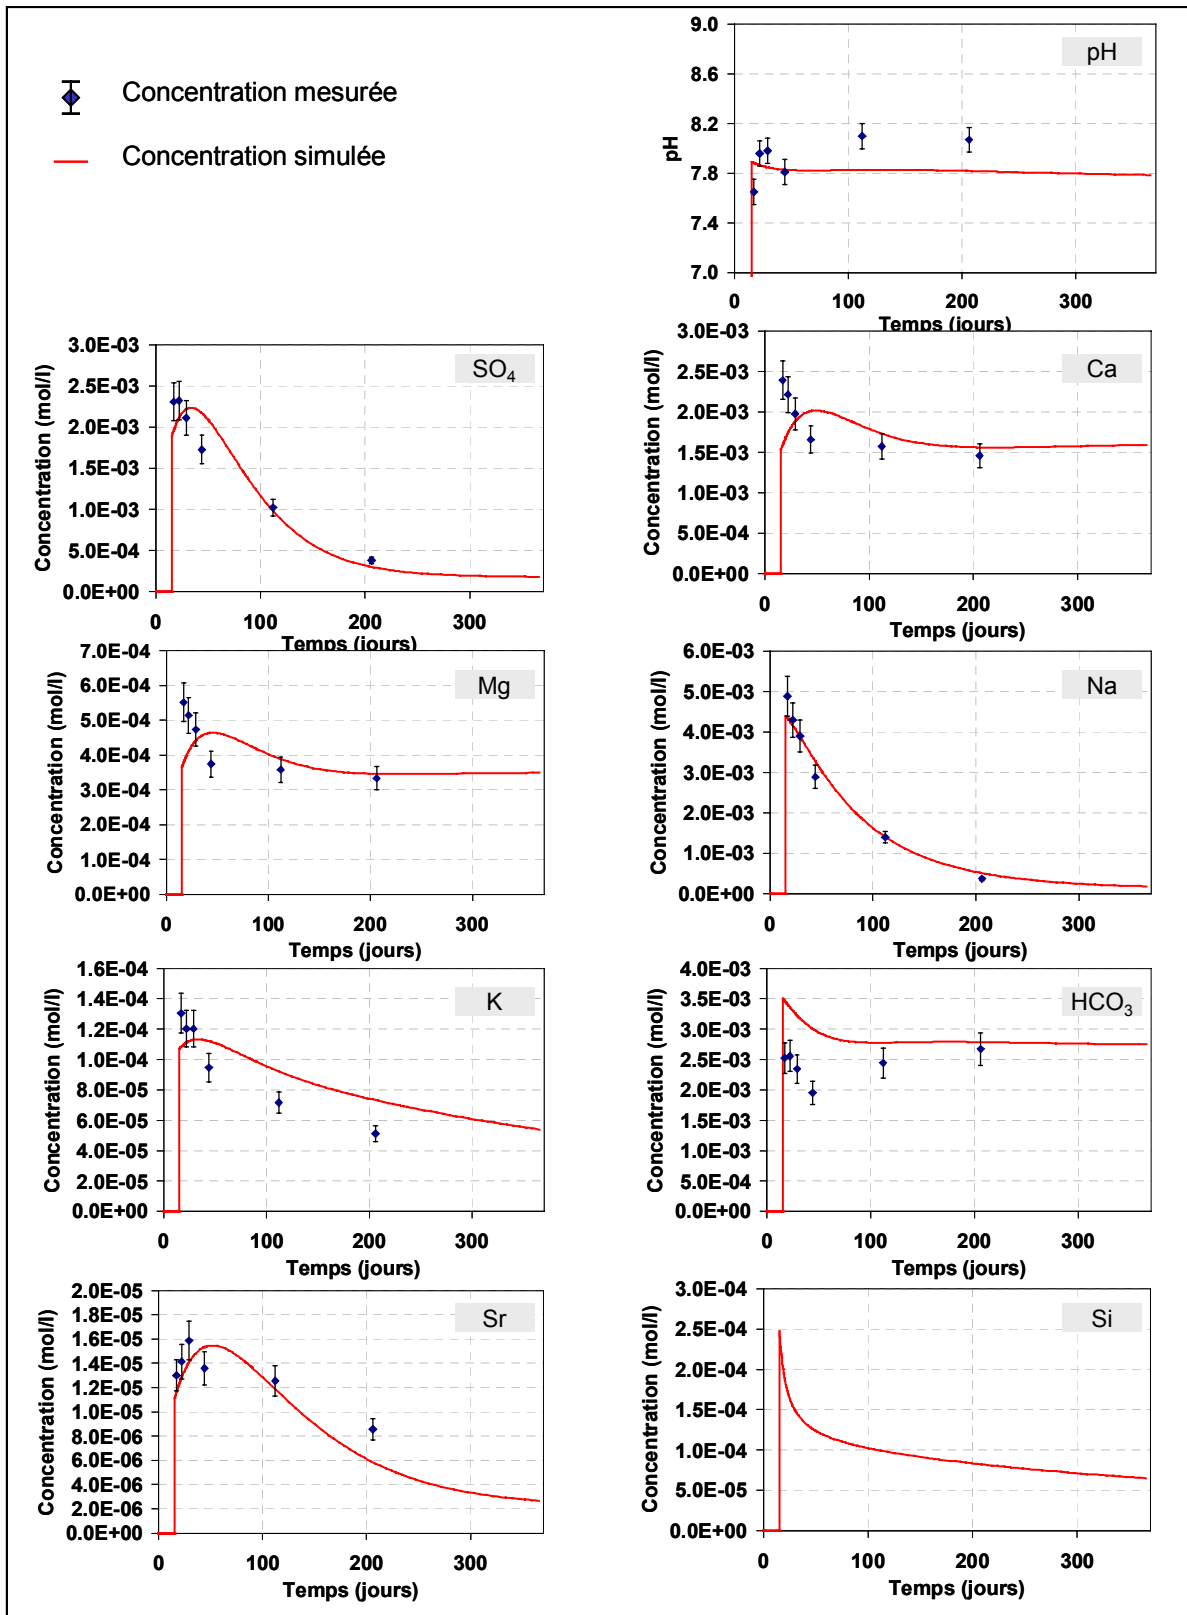 Concentration mesurée
Concentration simulée
pH
pH
9.0
8.6
8.2
7.8
7.4
7.0
0 100 200 300
Temps (jours)
SO4
Concentration (mol/l)
3.0E-03
2.5E-03
2.0E-03
1.5E-03
1.0E-03
5.0E-04
0.0E+00
0 100 200 300
Temps (jours)
Ca
Concentration (mol/l)
3.0E-03
2.5E-03
2.0E-03
1.5E-03
1.0E-03
5.0E-04
0.0E+00
0 100 200 300
Temps (jours)
Mg
Concentration (mol/l)
7.0E-04
6.0E-04
5.0E-04
4.0E-04
3.0E-04
2.0E-04
1.0E-04
0.0E+00
0 100 200 300
Temps (jours)
Na
Concentration (mol/l)
6.0E-03
5.0E-03
4.0E-03
3.0E-03
2.0E-03
1.0E-03
0.0E+00
0 100 200 300
Temps (jours)
K
Concentration (mol/l)
1.6E-04
1.4E-04
1.2E-04
1.0E-04
8.0E-05
6.0E-05
4.0E-05
2.0E-05
0.0E+00
0 100 200 300
Temps (jours)
HCO3
Concentration (mol/l)
4.0E-03
3.5E-03
3.0E-03
2.5E-03
2.0E-03
1.5E-03
1.0E-03
5.0E-04
0.0E+00
0 100 200 300
Temps (jours)
Sr
Concentration (mol/l)
2.0E-05
1.8E-05
1.6E-05
1.4E-05
1.2E-05
1.0E-05
8.0E-06
6.0E-06
4.0E-06
2.0E-06
0.0E+00
0 100 200 300
Temps (jours)
Si
Concentration (mol/l)
3.0E-04
2.5E-04
2.0E-04
1.5E-04
1.0E-04
5.0E-05
0.0E+00
0 100 200 300
Temps (jours)